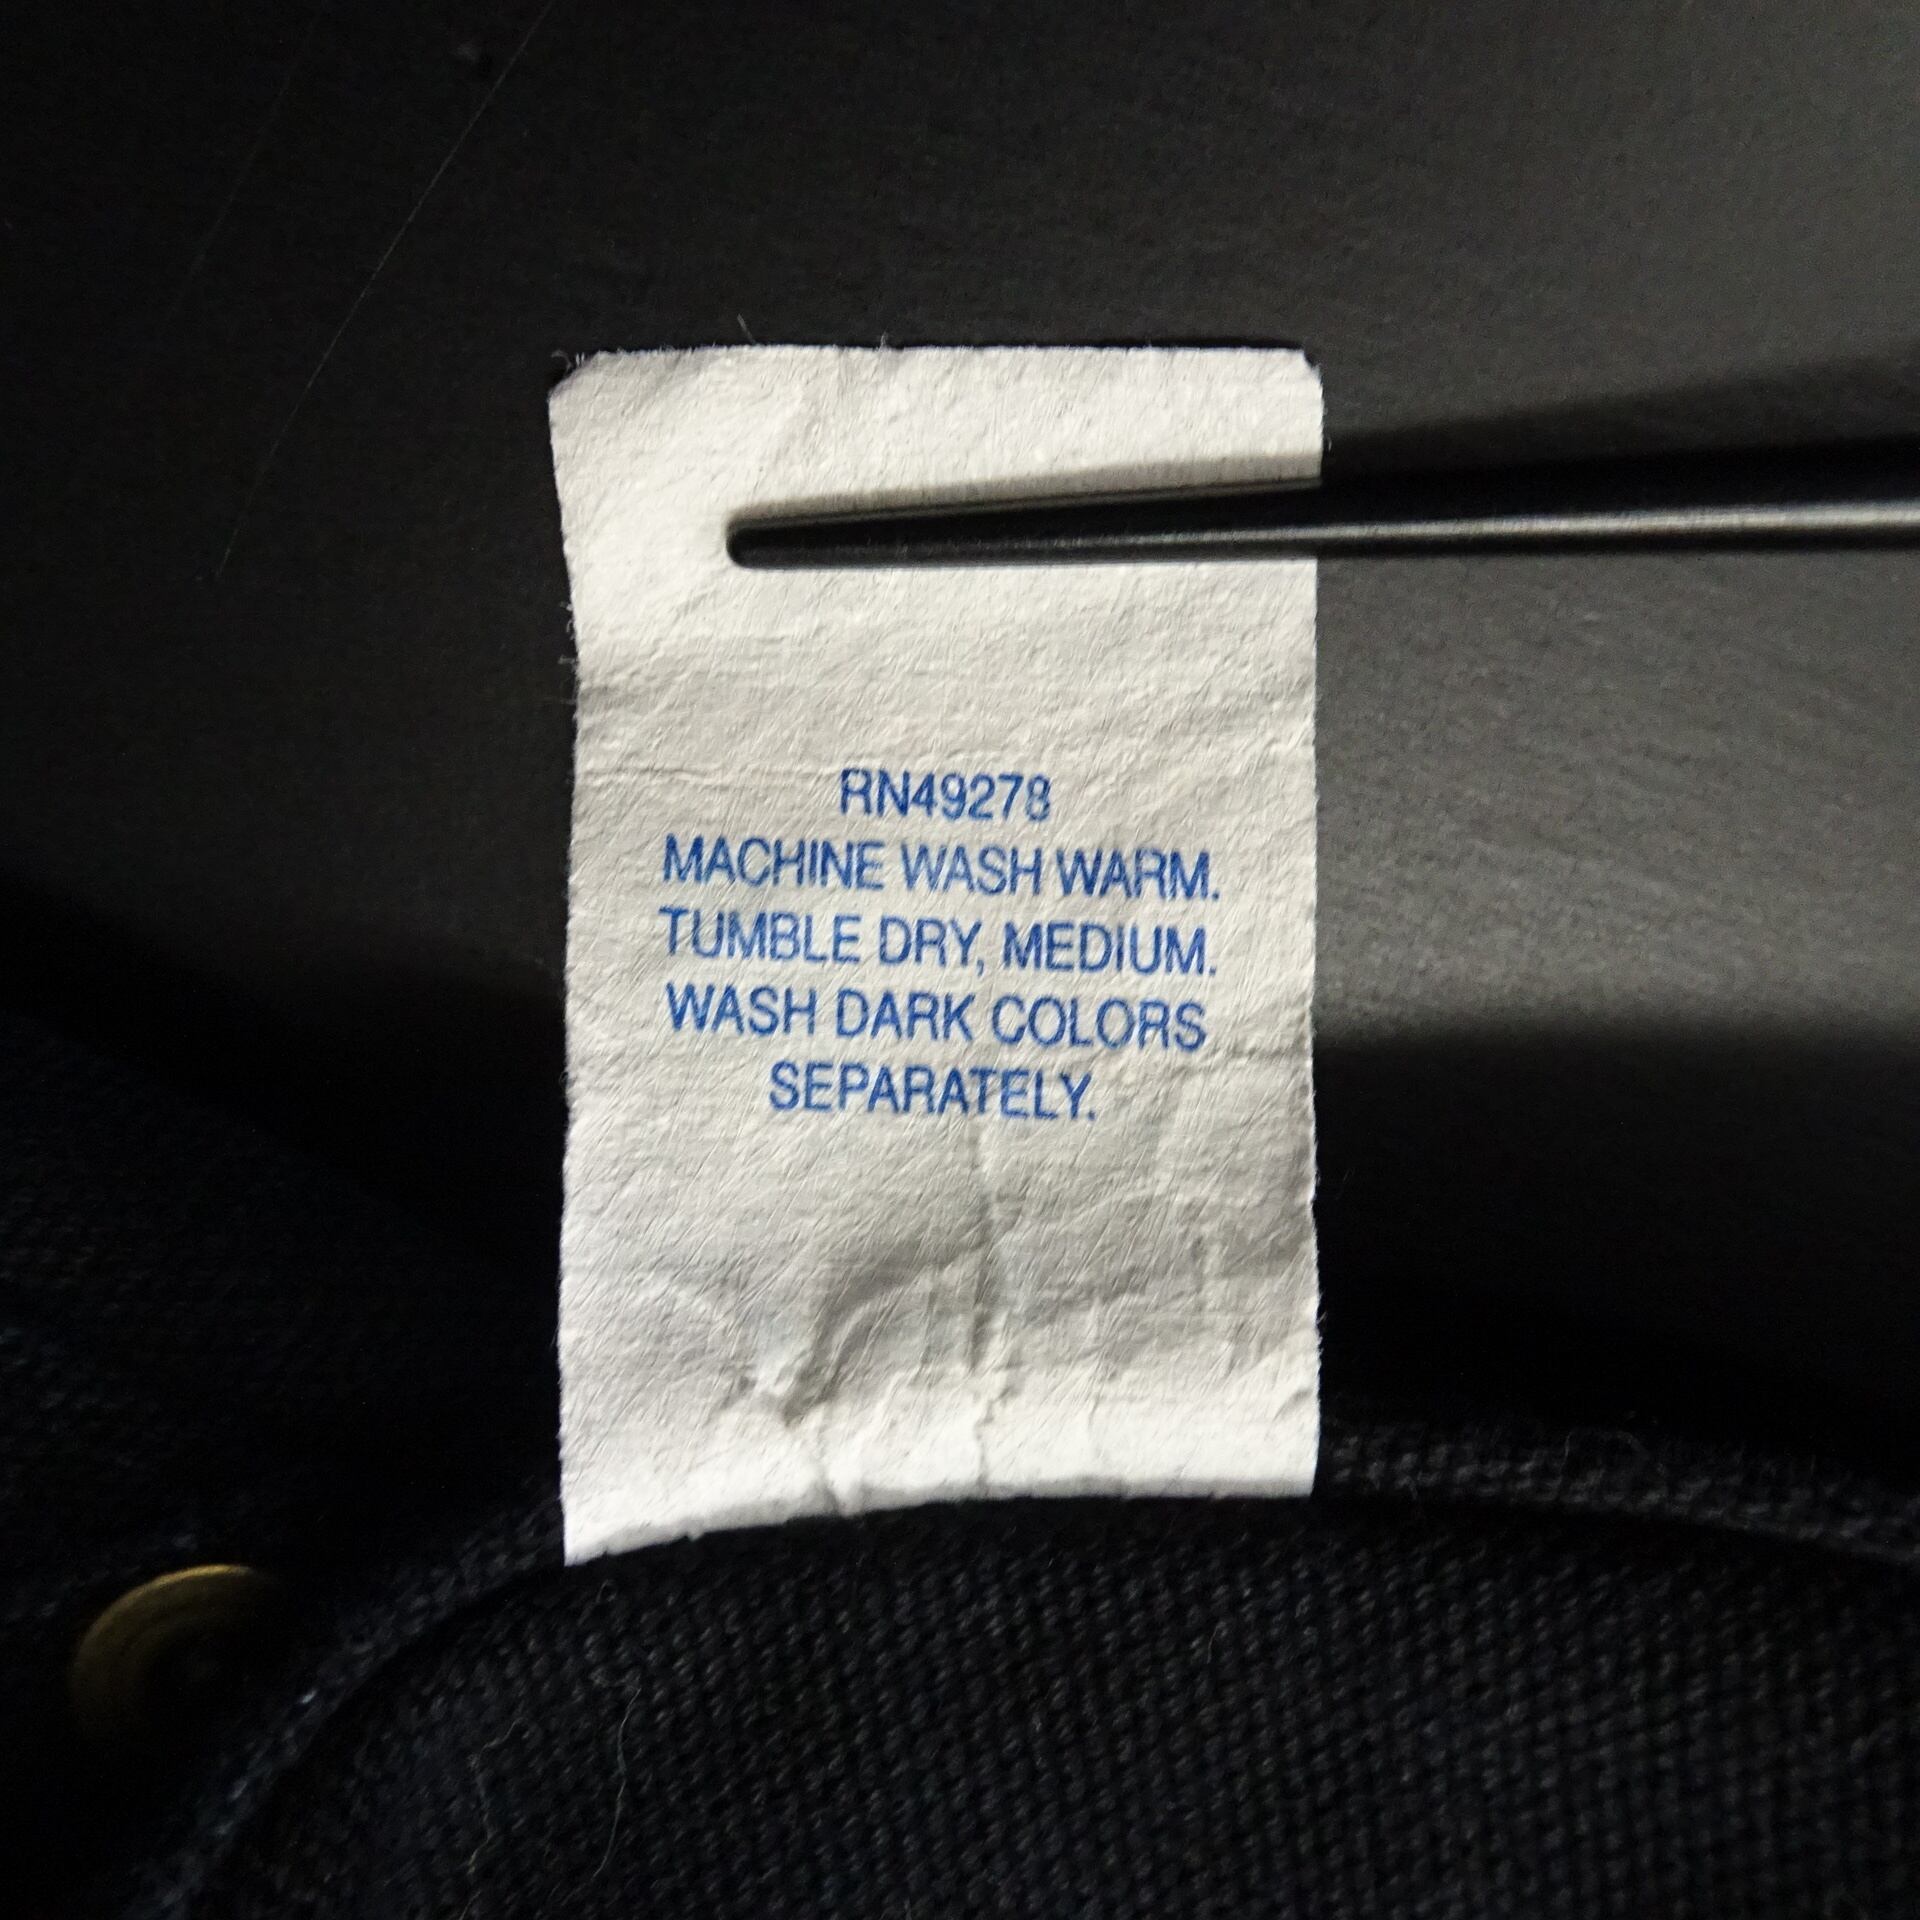 RN49278
MACHINE WASH WARM.
TUMBLE DRY, MEDIUM.
WASH DARK COLORS
SEPARATELY.